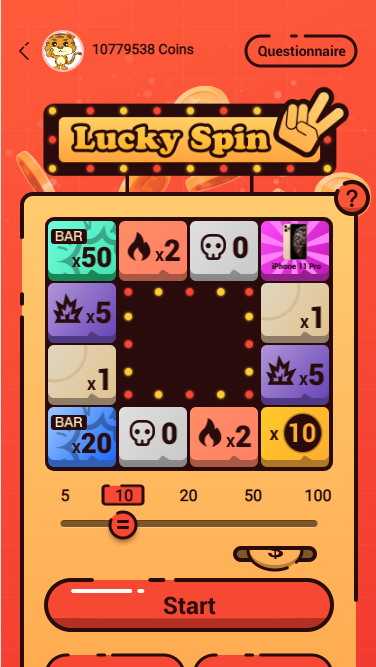 10779538 Coins
Questionnaire
Lucky Spin
?
BAR
x50
x2
0
iPhone 11 Pro
x5
x1
x1
x5
BAR
x20
0
x2
x 10
5 10 20 50 100
$
Start